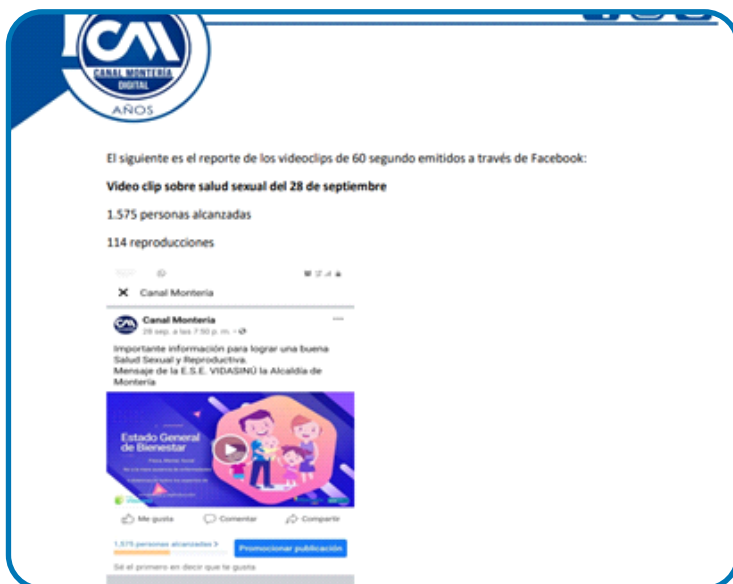 CM
CANAL MONTERÍA
DIGITAL
AÑOS
El siguiente es el reporte de los videoclips de 60 segundo emitidos a través de Facebook:
Video clip sobre salud sexual del 28 de septiembre
1.575 personas alcanzadas
114 reproducciones
Canal Montería
Canal Montería
28 sep. a las 7:50 p. m.
Importante información para lograr una buena
Salud Sexual y Reproductiva.
Mensaje de la E.S.E. VIDASINÚ la Alcaldía de
Montería
Estado General
de Bienestar
Física, Mental, Social
Me gusta Comentar Compartir
1,575 personas alcanzadas >
Promocionar publicación
Sé el primero en decir que te gusta